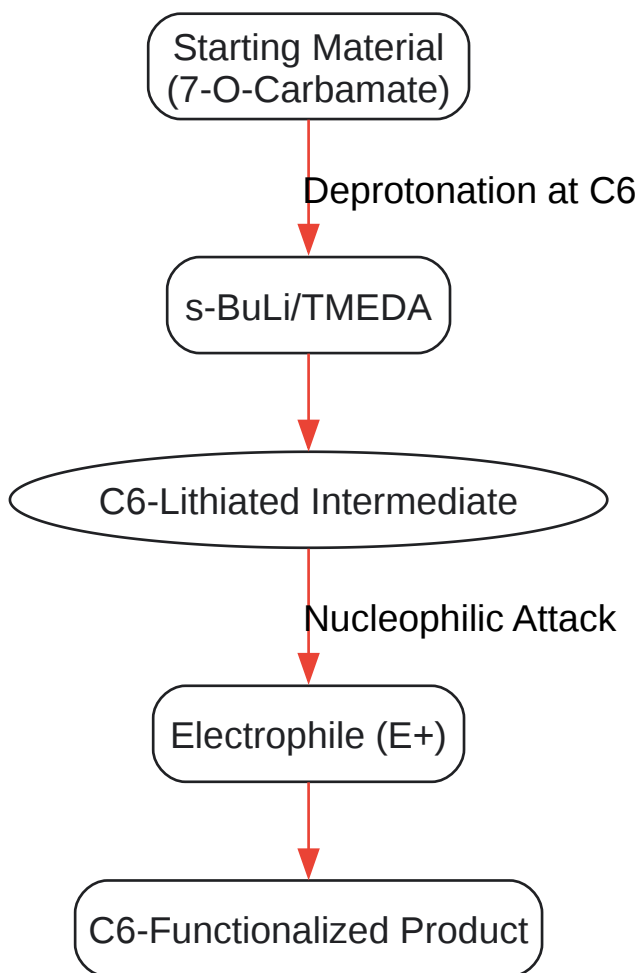 Starting Material
(7-O-Carbamate)
Deprotonation at C6
s-BuLi/TMEDA
C6-Lithiated Intermediate
Nucleophilic Attack
Electrophile (E+)
C6-Functionalized Product